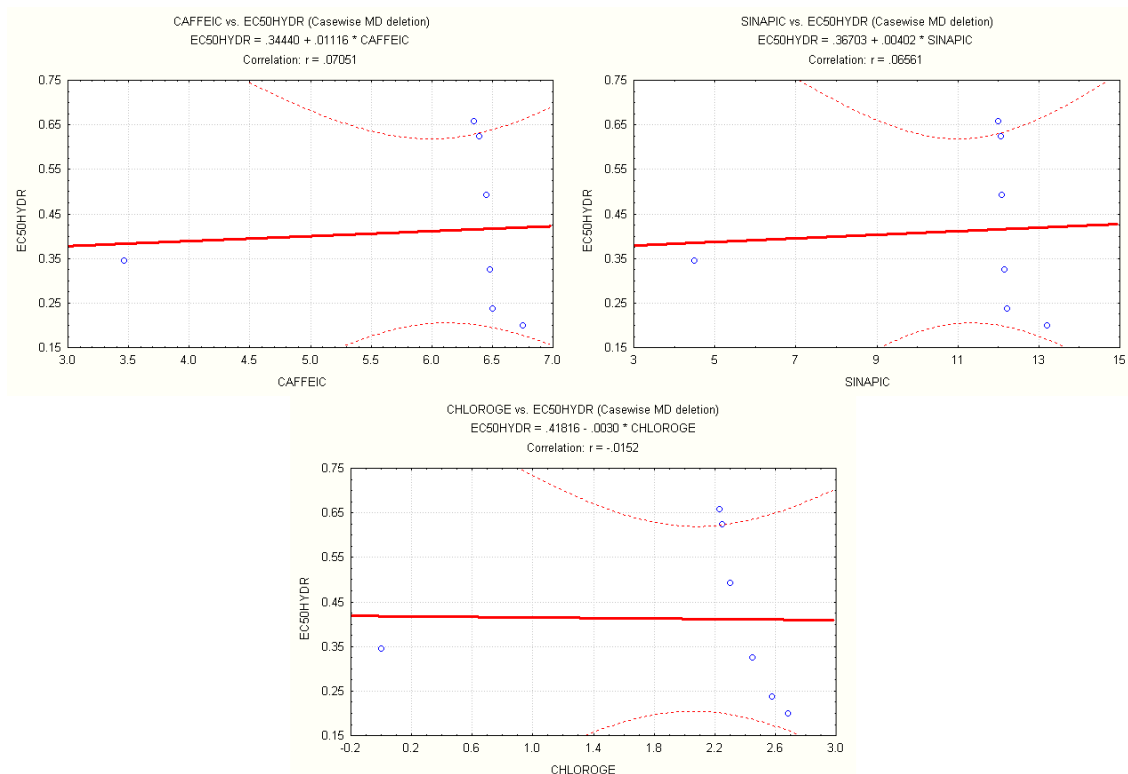 CAFFEIC vs. EC50HYDR (Casewise MD deletion)
EC50HYDR = .34440 + .01116 * CAFFEIC
Correlation: r = .07051
0.75
0.65
0.55
0.45
0.35
0.25
0.15
EC50HYDR
3.0 3.5 4.0 4.5 5.0 5.5 6.0 6.5 7.0
CAFFEIC
SINAPIC vs. EC50HYDR (Casewise MD deletion)
EC50HYDR = .36703 + .00402 * SINAPIC
Correlation: r = .06561
0.75
0.65
0.55
0.45
0.35
0.25
0.15
EC50HYDR
3 5 7 9 11 13 15
SINAPIC
CHLOROGE vs. EC50HYDR (Casewise MD deletion)
EC50HYDR = .41816 - .0030 * CHLOROGE
Correlation: r = -.0152
0.75
0.65
0.55
0.45
0.35
0.25
0.15
EC50HYDR
-0.2 0.2 0.6 1.0 1.4 1.8 2.2 2.6 3.0
CHLOROGE